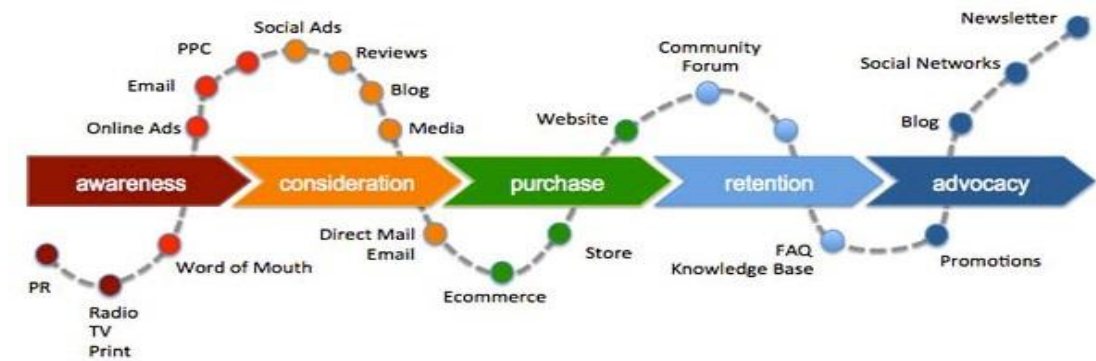 Newsletter
Social Ads
PPC
Reviews
Community
Forum
Social Networks
Email
Blog
Online Ads
Media
Website
Blog
awareness
consideration
purchase
retention
advocacy
Direct Mail
Email
Store
FAQ
Knowledge Base
Promotions
Word of Mouth
PR
Ecommerce
Radio
TV
Print